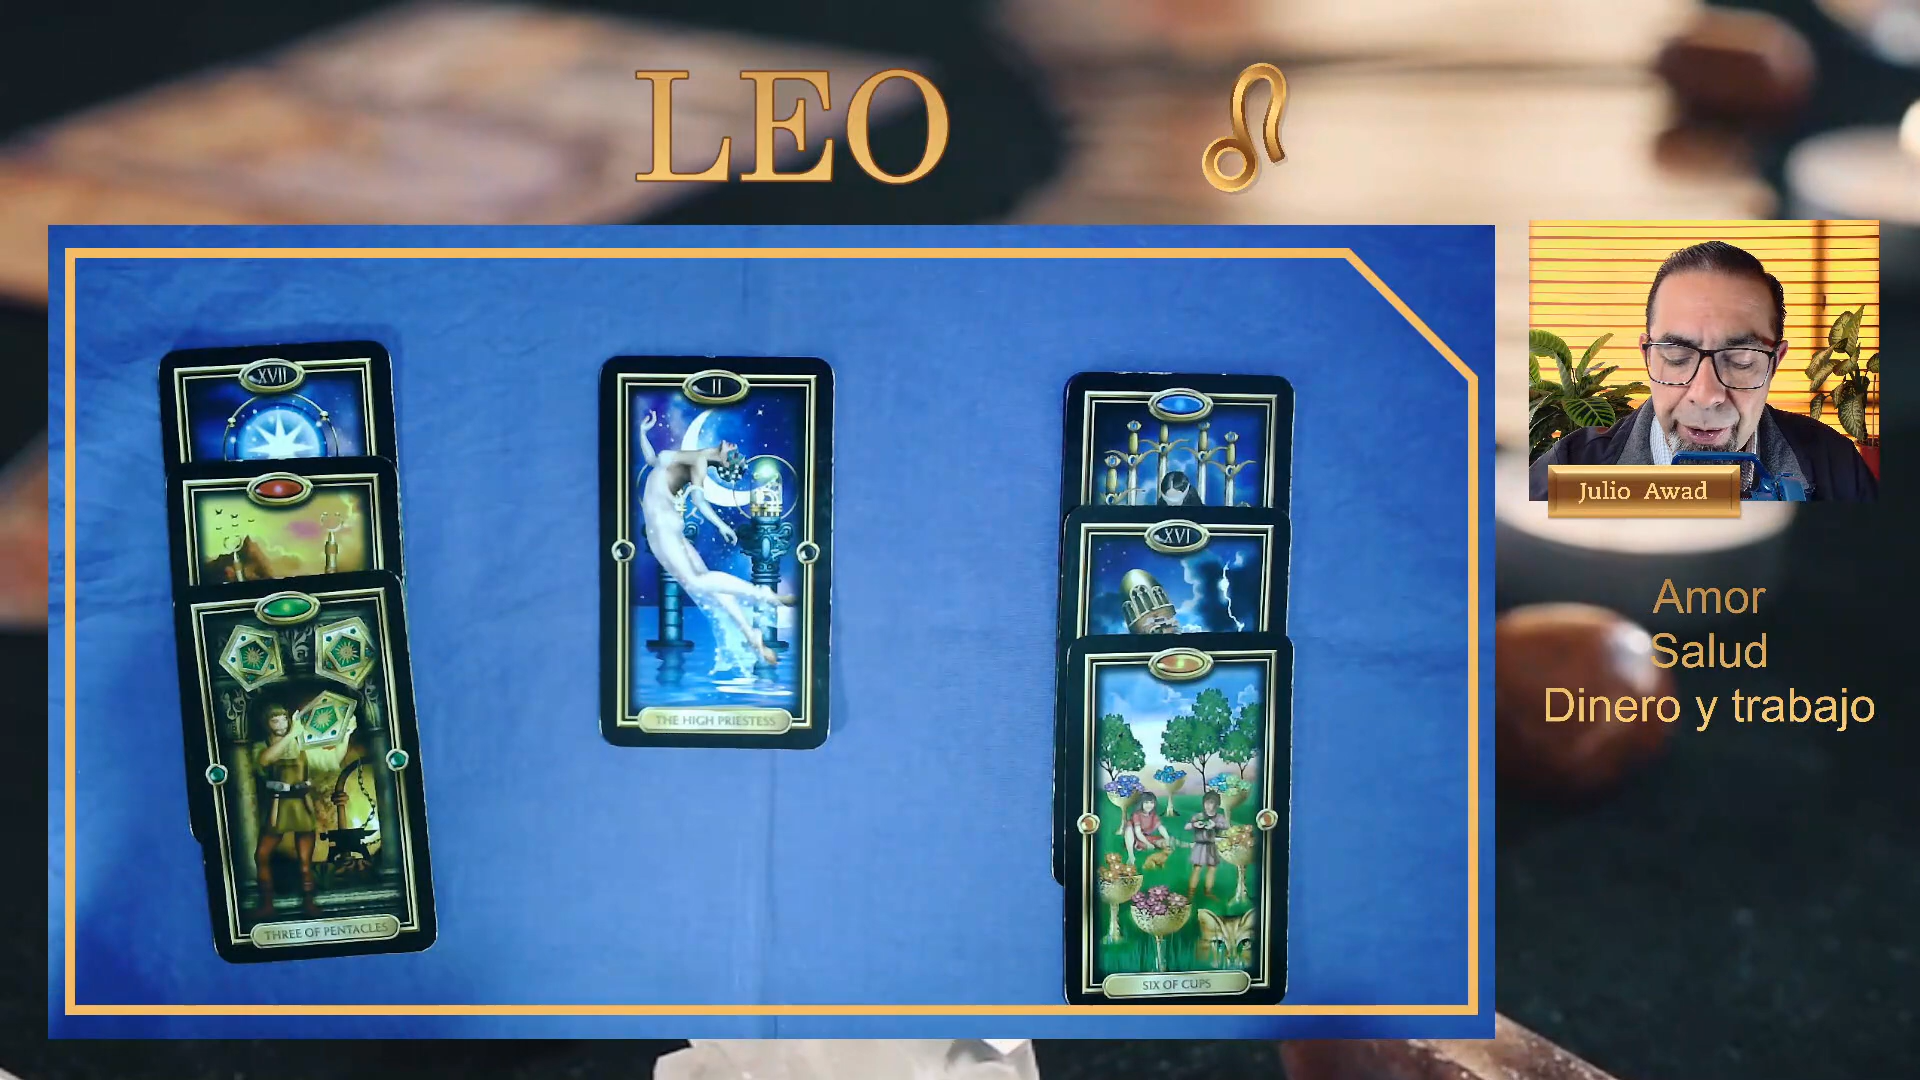 LEO
XVII
II
THE HIGH PRIESTESS
XVI
THREE OF PENTACLES
SIX OF CUPS
Julio Awad
Amor
Salud
Dinero y trabajo